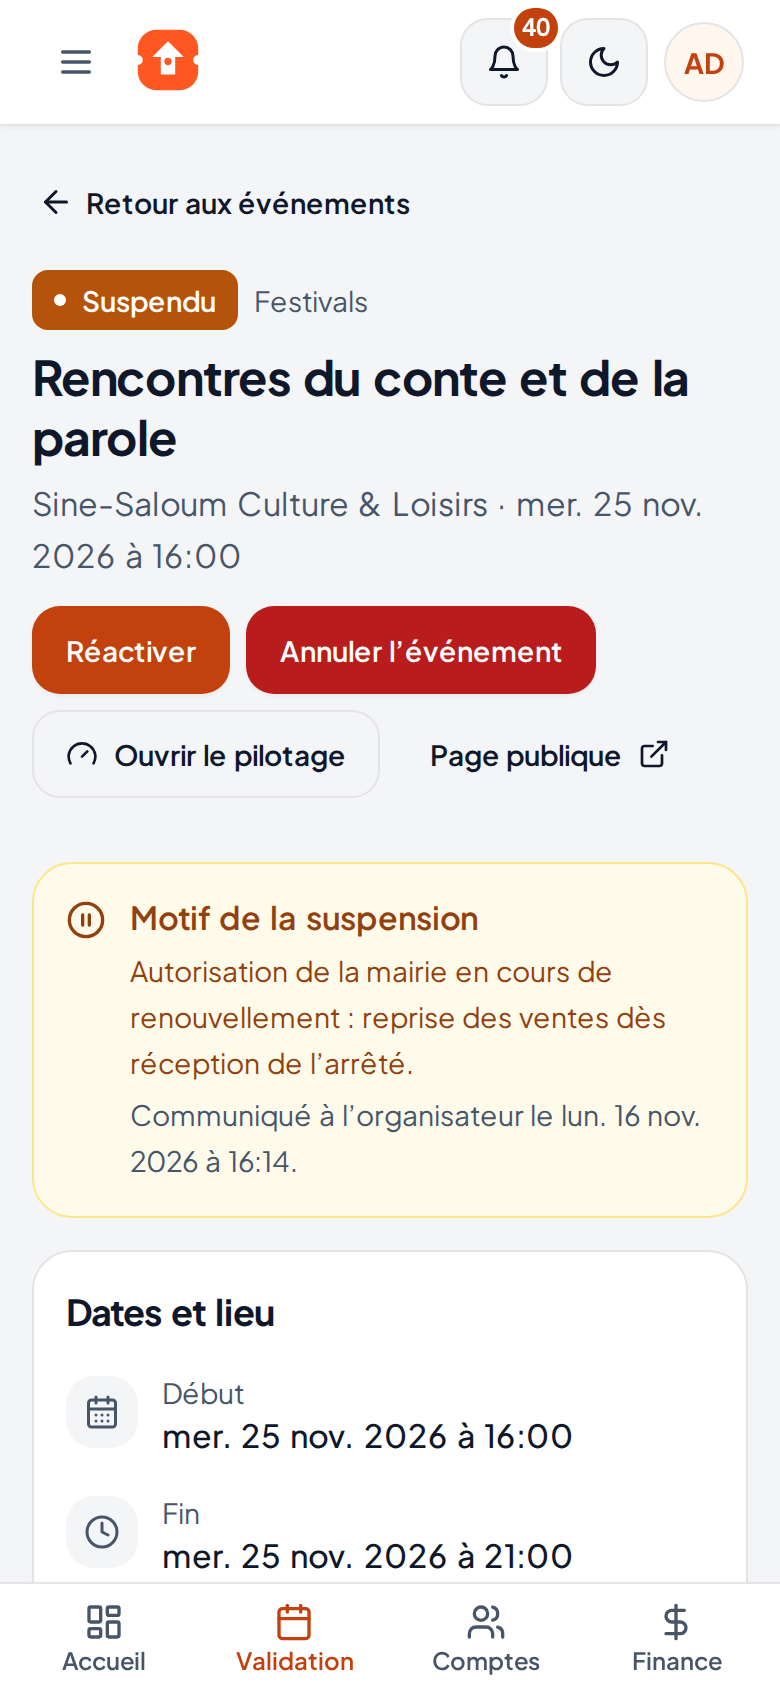 40
AD
Retour aux événements
Suspendu Festivals
Rencontres du conte et de la
parole
Sine-Saloum Culture & Loisirs · mer. 25 nov.
2026 à 16:00
Réactiver Annuler l’événement
Ouvrir le pilotage Page publique
Motif de la suspension
Autorisation de la mairie en cours de
renouvellement : reprise des ventes dès
réception de l’arrêté.
Communiqué à l’organisateur le lun. 16 nov.
2026 à 16:14.
Dates et lieu
Début
mer. 25 nov. 2026 à 16:00
Fin
mer. 25 nov. 2026 à 21:00
Accueil Validation Comptes Finance